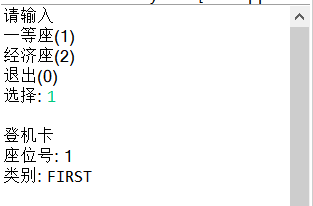 请输入
一等座(1)
经济座(2)
退出(0)
选择: 1
登机卡
座位号: 1
类别: FIRST